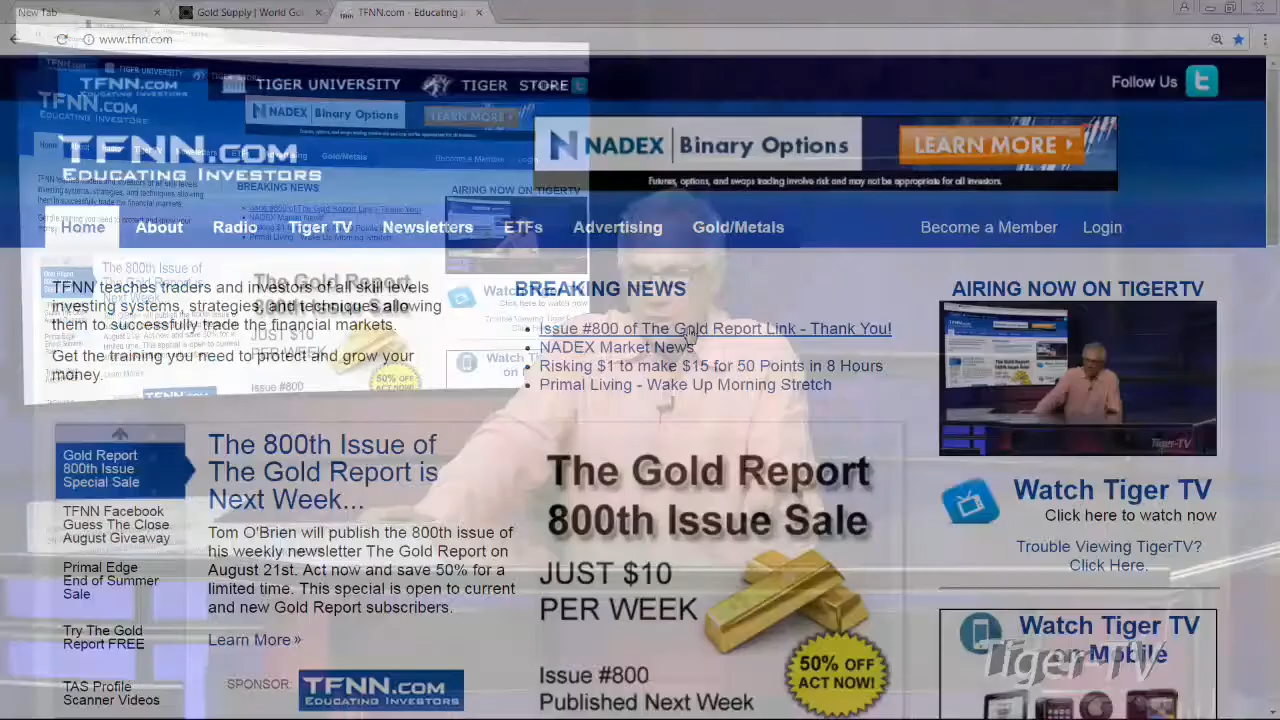 New Tab
Gold Supply | World Gol
TFNN.com - Educating I
www.tfnn.com
TIGER UNIVERSITY
TIGER STORE
Follow Us
TFNN.COM
EDUCATING INVESTORS
NADEX Binary Options
LEARN MORE
Futures, options, and swaps trading involve risk and may not be appropriate for all investors.
Home
About
Radio
Tiger TV
Newsletters
ETFs
Advertising
Gold/Metals
Become a Member
Login
TFNN teaches traders and investors of all skill levels
investing systems, strategies, and techniques allowing
them to successfully trade the financial markets.
Get the training you need to protect and grow your
money.
BREAKING NEWS
Issue #800 of The Gold Report Link - Thank You!
NADEX Market News
Risking $1 to make $15 for 50 Points in 8 Hours
Primal Living - Wake Up Morning Stretch
AIRING NOW ON TIGERTV
Tiger-TV
Watch Tiger TV
Click here to watch now
Trouble Viewing TigerTV?
Click Here.
Watch Tiger TV
on Mobile
Gold Report
800th Issue
Special Sale
TFNN Facebook
Guess The Close
August Giveaway
Primal Edge
End of Summer
Sale
Try The Gold
Report FREE
TAS Profile
Scanner Videos
The 800th Issue of
The Gold Report is
Next Week...
Tom O'Brien will publish the 800th issue of
his weekly newsletter The Gold Report on
August 21st. Act now and save 50% for a
limited time. This special is open to current
and new Gold Report subscribers.
Learn More »
SPONSOR:
TFNN.COM
EDUCATING INVESTORS
The Gold Report
800th Issue Sale
JUST $10
PER WEEK
Issue #800
Published Next Week
50% OFF
ACT NOW!
Tiger-TV